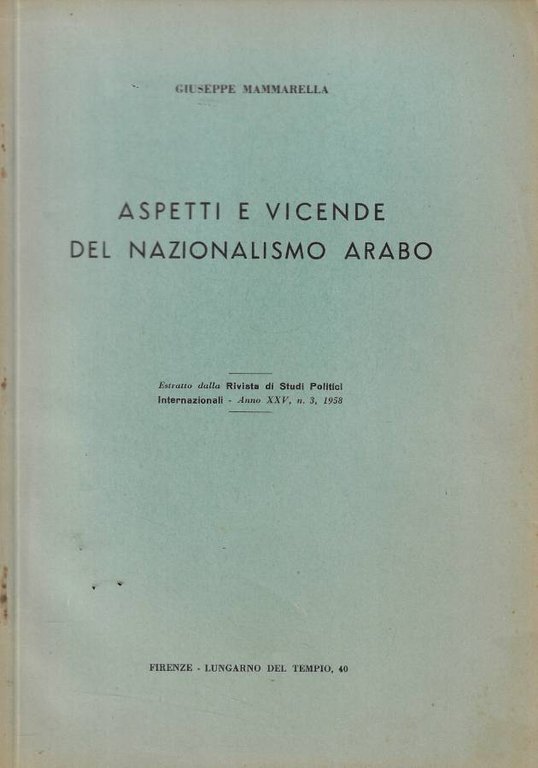 GIUSEPPE MAMMARELLA
ASPETTI E VICENDE
DEL NAZIONALISMO ARABO
Estratto dalla Rivista di Studi Politici
Internazionali - Anno XXV, n. 3, 1958
FIRENZE - LUNGARNO DEL TEMPIO, 40